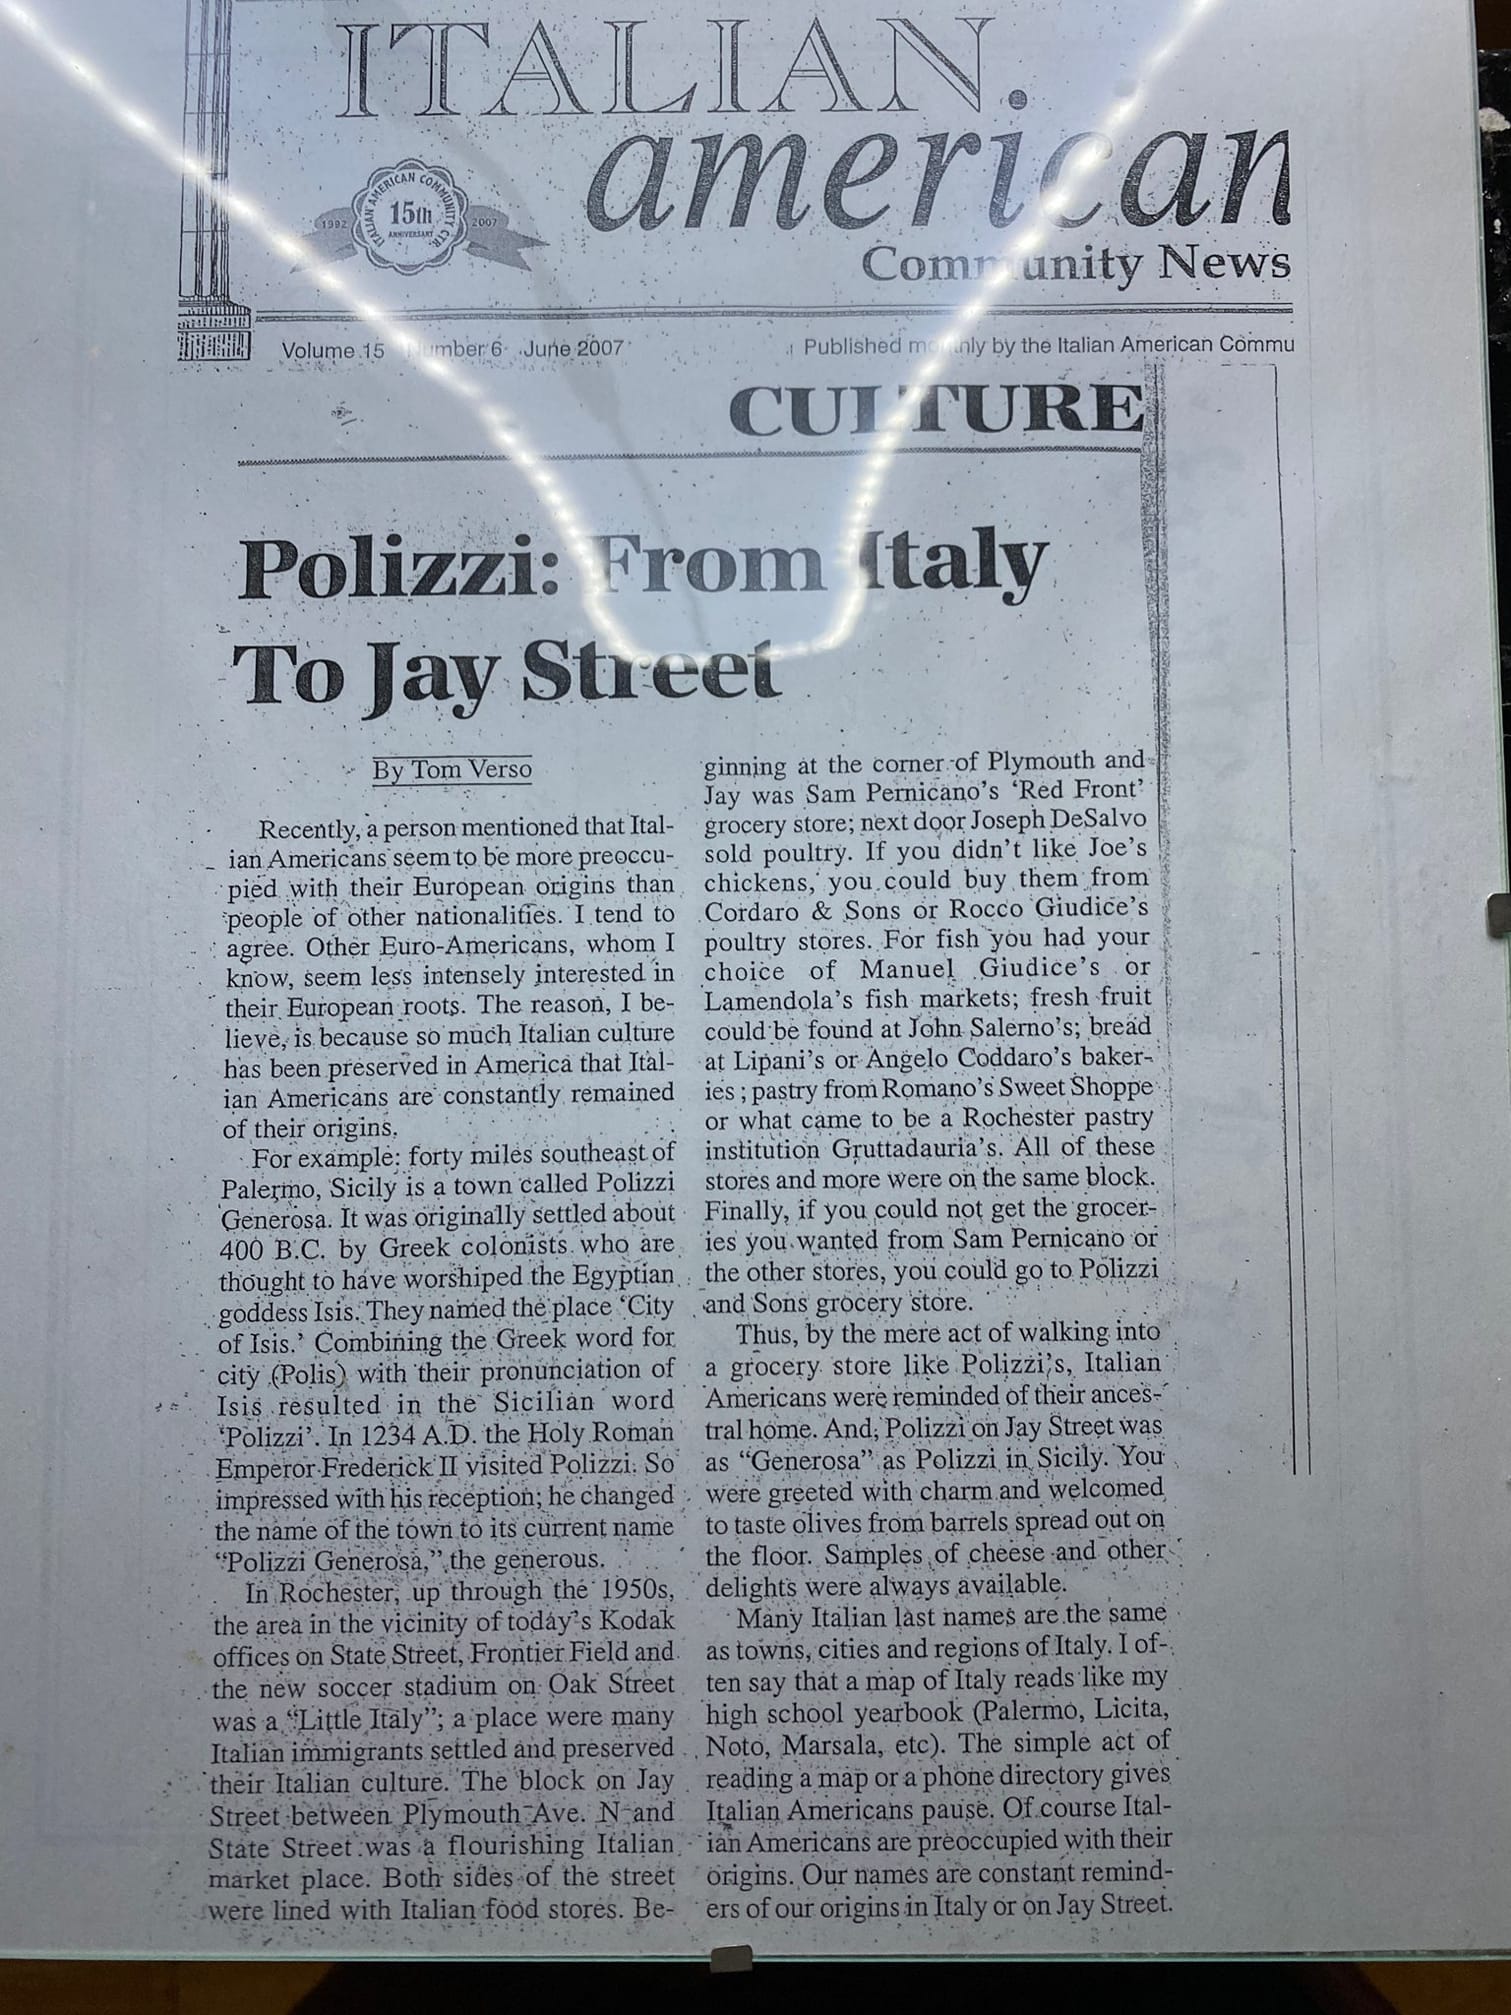 ITALIAN.
american
Community News
ITALIAN AMERICAN COMMUNITY CTR.
1992 15th 2007
ANNIVERSARY
Volume 15 Number 6 June 2007
Published monthly by the Italian American Commu
CULTURE
Polizzi: From Italy
To Jay Street
By Tom Verso
Recently, a person mentioned that Ital-
ian Americans seem to be more preoccu-
pied with their European origins than
people of other nationalities. I tend to
agree. Other Euro-Americans, whom I
know, seem less intensely interested in
their European roots. The reason, I be-
lieve, is because so much Italian culture
has been preserved in America that Ital-
ian Americans are constantly remained
of their origins.
For example: forty miles southeast of
Palermo, Sicily is a town called Polizzi
Generosa. It was originally settled about
400 B.C. by Greek colonists who are
thought to have worshiped the Egyptian
goddess Isis. They named the place ‘City
of Isis.’ Combining the Greek word for
city (Polis) with their pronunciation of
Isis resulted in the Sicilian word
‘Polizzi’. In 1234 A.D. the Holy Roman
Emperor Frederick II visited Polizzi. So
impressed with his reception; he changed
the name of the town to its current name
“Polizzi Generosa,” the generous.
In Rochester, up through the 1950s,
the area in the vicinity of today’s Kodak
offices on State Street, Frontier Field and
the new soccer stadium on Oak Street
was a “Little Italy”; a place were many
Italian immigrants settled and preserved
their Italian culture. The block on Jay
Street between Plymouth Ave. N and
State Street was a flourishing Italian
market place. Both sides of the street
were lined with Italian food stores. Be-
ginning at the corner of Plymouth and
Jay was Sam Pernicano’s ‘Red Front’
grocery store; next door Joseph DeSalvo
sold poultry. If you didn’t like Joe’s
chickens, you could buy them from
Cordaro & Sons or Rocco Giudice’s
poultry stores. For fish you had your
choice of Manuel Giudice’s or
Lamendola’s fish markets; fresh fruit
could be found at John Salerno’s; bread
at Lipani’s or Angelo Coddaro’s baker-
ies ; pastry from Romano’s Sweet Shoppe
or what came to be a Rochester pastry
institution Gruttadauria’s. All of these
stores and more were on the same block.
Finally, if you could not get the grocer-
ies you wanted from Sam Pernicano or
the other stores, you could go to Polizzi
and Sons grocery store.
Thus, by the mere act of walking into
a grocery store like Polizzi’s, Italian
Americans were reminded of their ances-
tral home. And, Polizzi on Jay Street was
as “Generosa” as Polizzi in Sicily. You
were greeted with charm and welcomed
to taste olives from barrels spread out on
the floor. Samples of cheese and other
delights were always available.
Many Italian last names are the same
as towns, cities and regions of Italy. I of-
ten say that a map of Italy reads like my
high school yearbook (Palermo, Licita,
Noto, Marsala, etc). The simple act of
reading a map or a phone directory gives
Italian Americans pause. Of course Ital-
ian Americans are preoccupied with their
origins. Our names are constant remind-
ers of our origins in Italy or on Jay Street.